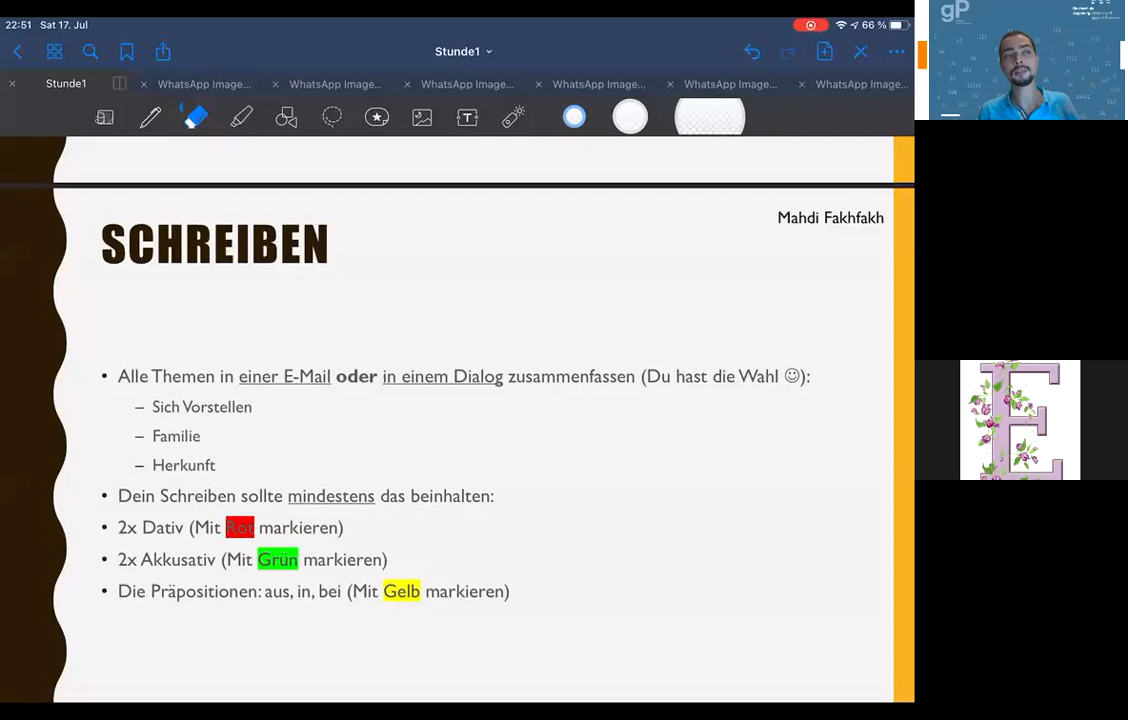 22:51 Sat 17. Jul
66 %
Stunde1
Stunde1
WhatsApp Image...
WhatsApp Image...
WhatsApp Image...
WhatsApp Image...
WhatsApp Image...
WhatsApp Image...
T
gP
Mahdi Fakhfakh
SCHREIBEN
• Alle Themen in einer E-Mail oder in einem Dialog zusammenfassen (Du hast die Wahl ☺):
– Sich Vorstellen
– Familie
– Herkunft
• Dein Schreiben sollte mindestens das beinhalten:
• 2x Dativ (Mit Rot markieren)
• 2x Akkusativ (Mit Grün markieren)
• Die Präpositionen: aus, in, bei (Mit Gelb markieren)
E